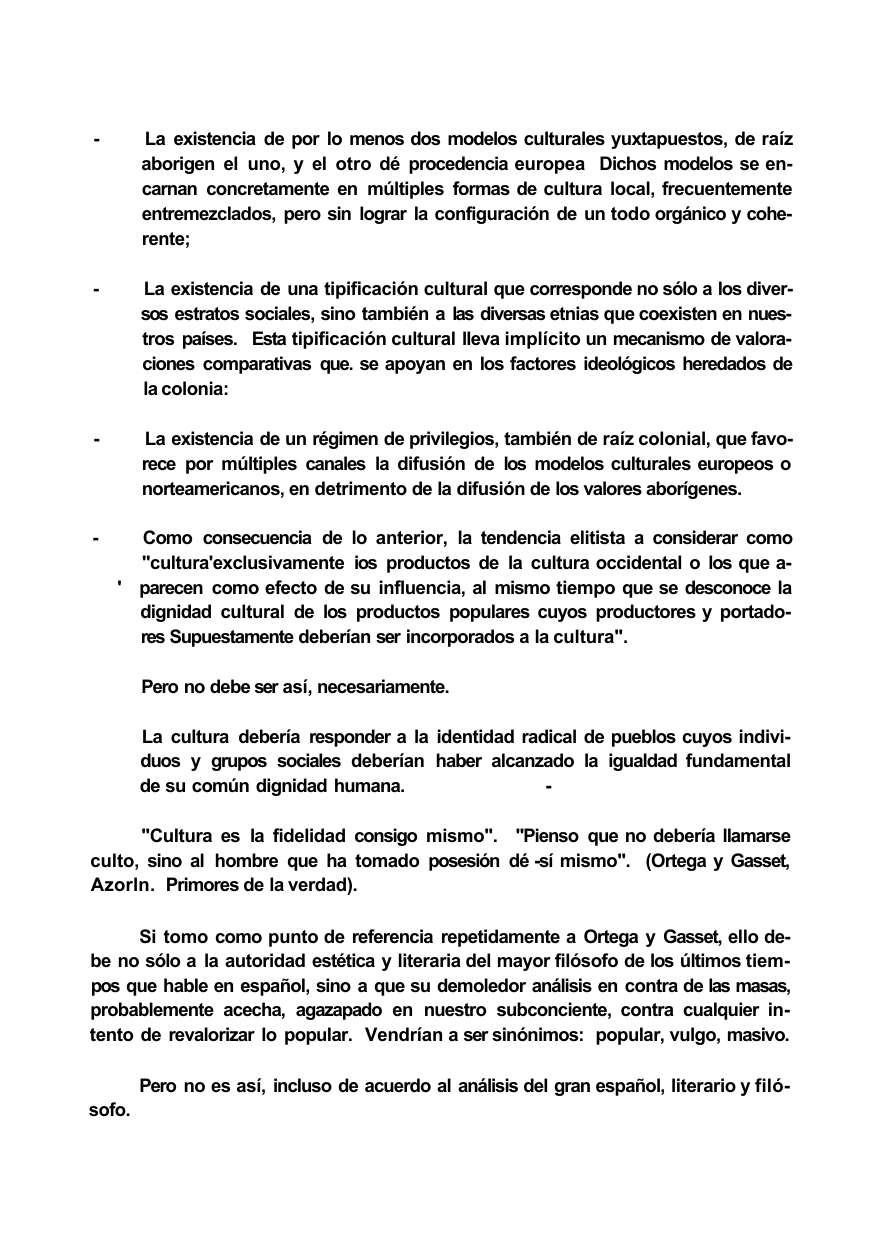 - La existencia de por lo menos dos modelos culturales yuxtapuestos, de raíz
aborigen el uno, y el otro dé procedencia europea Dichos modelos se en-
carnan concretamente en múltiples formas de cultura local, frecuentemente
entremezclados, pero sin lograr la configuración de un todo orgánico y cohe-
rente;
- La existencia de una tipificación cultural que corresponde no sólo a los diver-
sos estratos sociales, sino también a las diversas etnias que coexisten en nues-
tros países. Esta tipificación cultural lleva implícito un mecanismo de valora-
ciones comparativas que. se apoyan en los factores ideológicos heredados de
la colonia:
- La existencia de un régimen de privilegios, también de raíz colonial, que favo-
rece por múltiples canales la difusión de los modelos culturales europeos o
norteamericanos, en detrimento de la difusión de los valores aborígenes.
- Como consecuencia de lo anterior, la tendencia elitista a considerar como
"cultura'exclusivamente ios productos de la cultura occidental o los que a-
' parecen como efecto de su influencia, al mismo tiempo que se desconoce la
dignidad cultural de los productos populares cuyos productores y portado-
res Supuestamente deberían ser incorporados a la cultura".
Pero no debe ser así, necesariamente.
La cultura debería responder a la identidad radical de pueblos cuyos indivi-
duos y grupos sociales deberían haber alcanzado la igualdad fundamental
de su común dignidad humana. -
"Cultura es la fidelidad consigo mismo". "Pienso que no debería llamarse
culto, sino al hombre que ha tomado posesión dé -sí mismo". (Ortega y Gasset,
Azorln. Primores de la verdad).
Si tomo como punto de referencia repetidamente a Ortega y Gasset, ello de-
be no sólo a la autoridad estética y literaria del mayor filósofo de los últimos tiem-
pos que hable en español, sino a que su demoledor análisis en contra de las masas,
probablemente acecha, agazapado en nuestro subconciente, contra cualquier in-
tento de revalorizar lo popular. Vendrían a ser sinónimos: popular, vulgo, masivo.
Pero no es así, incluso de acuerdo al análisis del gran español, literario y filó-
sofo.